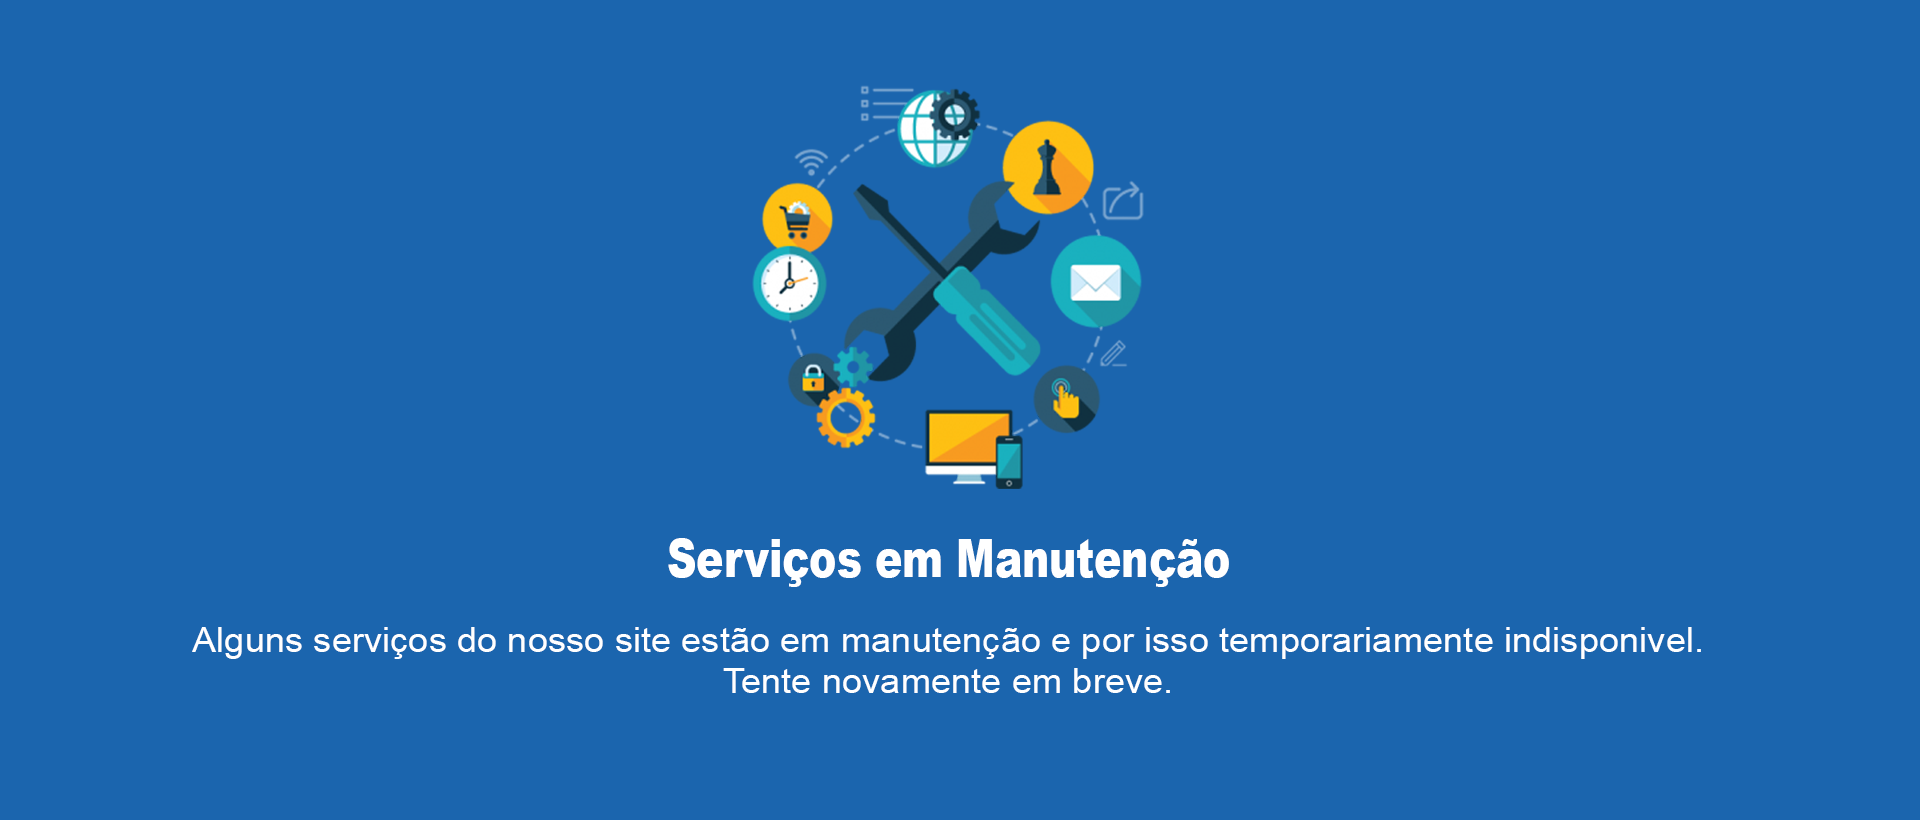 Serviços em Manutenção
Alguns serviços do nosso site estão em manutenção e por isso temporariamente indisponivel.
Tente novamente em breve.